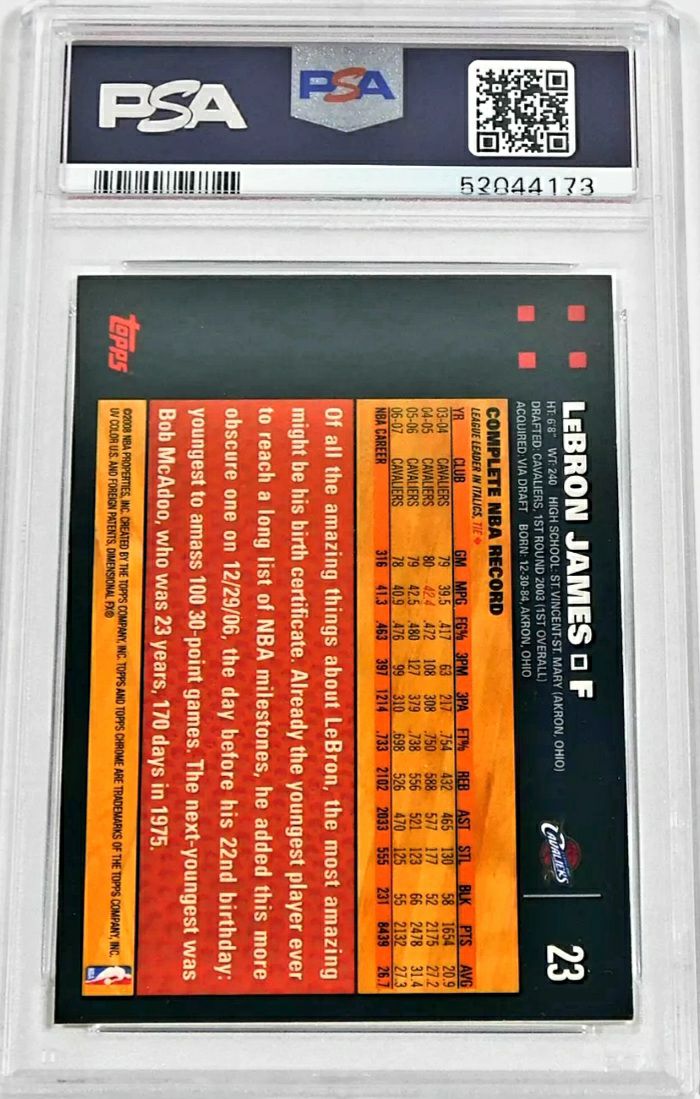 PSA
PSA
53044173
LEBRON JAMES F
HT: 6'8" WT: 240 HIGH SCHOOL: ST. VINCENT-ST. MARY (AKRON, OHIO)
DRAFTED: CAVALIERS, 1ST ROUND 2003 (1ST OVERALL)
ACQUIRED: VIA DRAFT BORN: 12-30-84, AKRON, OHIO
CAVALIERS
23
COMPLETE NBA RECORD
LEAGUE LEADER IN ITALICS, TIE ♦
YR CLUB GM MPG FG% 3PM 3PA FT% REB AST STL BLK PTS AVG
03-04 CAVALIERS 79 39.5 .417 63 217 .754 432 465 130 58 1654 20.9
04-05 CAVALIERS 80 42.4 .472 108 308 .750 588 577 177 52 2175 27.2
05-06 CAVALIERS 79 42.5 .480 127 379 .738 556 521 123 66 2478 31.4
06-07 CAVALIERS 78 40.9 .476 99 310 .698 526 470 125 55 2132 27.3
NBA CAREER 316 41.3 .463 397 1214 .733 2102 2033 555 231 8439 26.7
Of all the amazing things about LeBron, the most amazing
might be his birth certificate. Already the youngest player ever
to reach a long list of NBA milestones, he added this more
obscure one on 12/29/06, the day before his 22nd birthday:
youngest to amass 100 30-point games. The next-youngest was
Bob McAdoo, who was 23 years, 170 days in 1975.
©2008 NBA PROPERTIES, INC. CREATED BY THE TOPPS COMPANY, INC. TOPPS AND TOPPS CHROME ARE TRADEMARKS OF THE TOPPS COMPANY, INC.
UV COLOR U.S. AND FOREIGN PATENTS, DIMENSIONAL FX®
topps
NBA